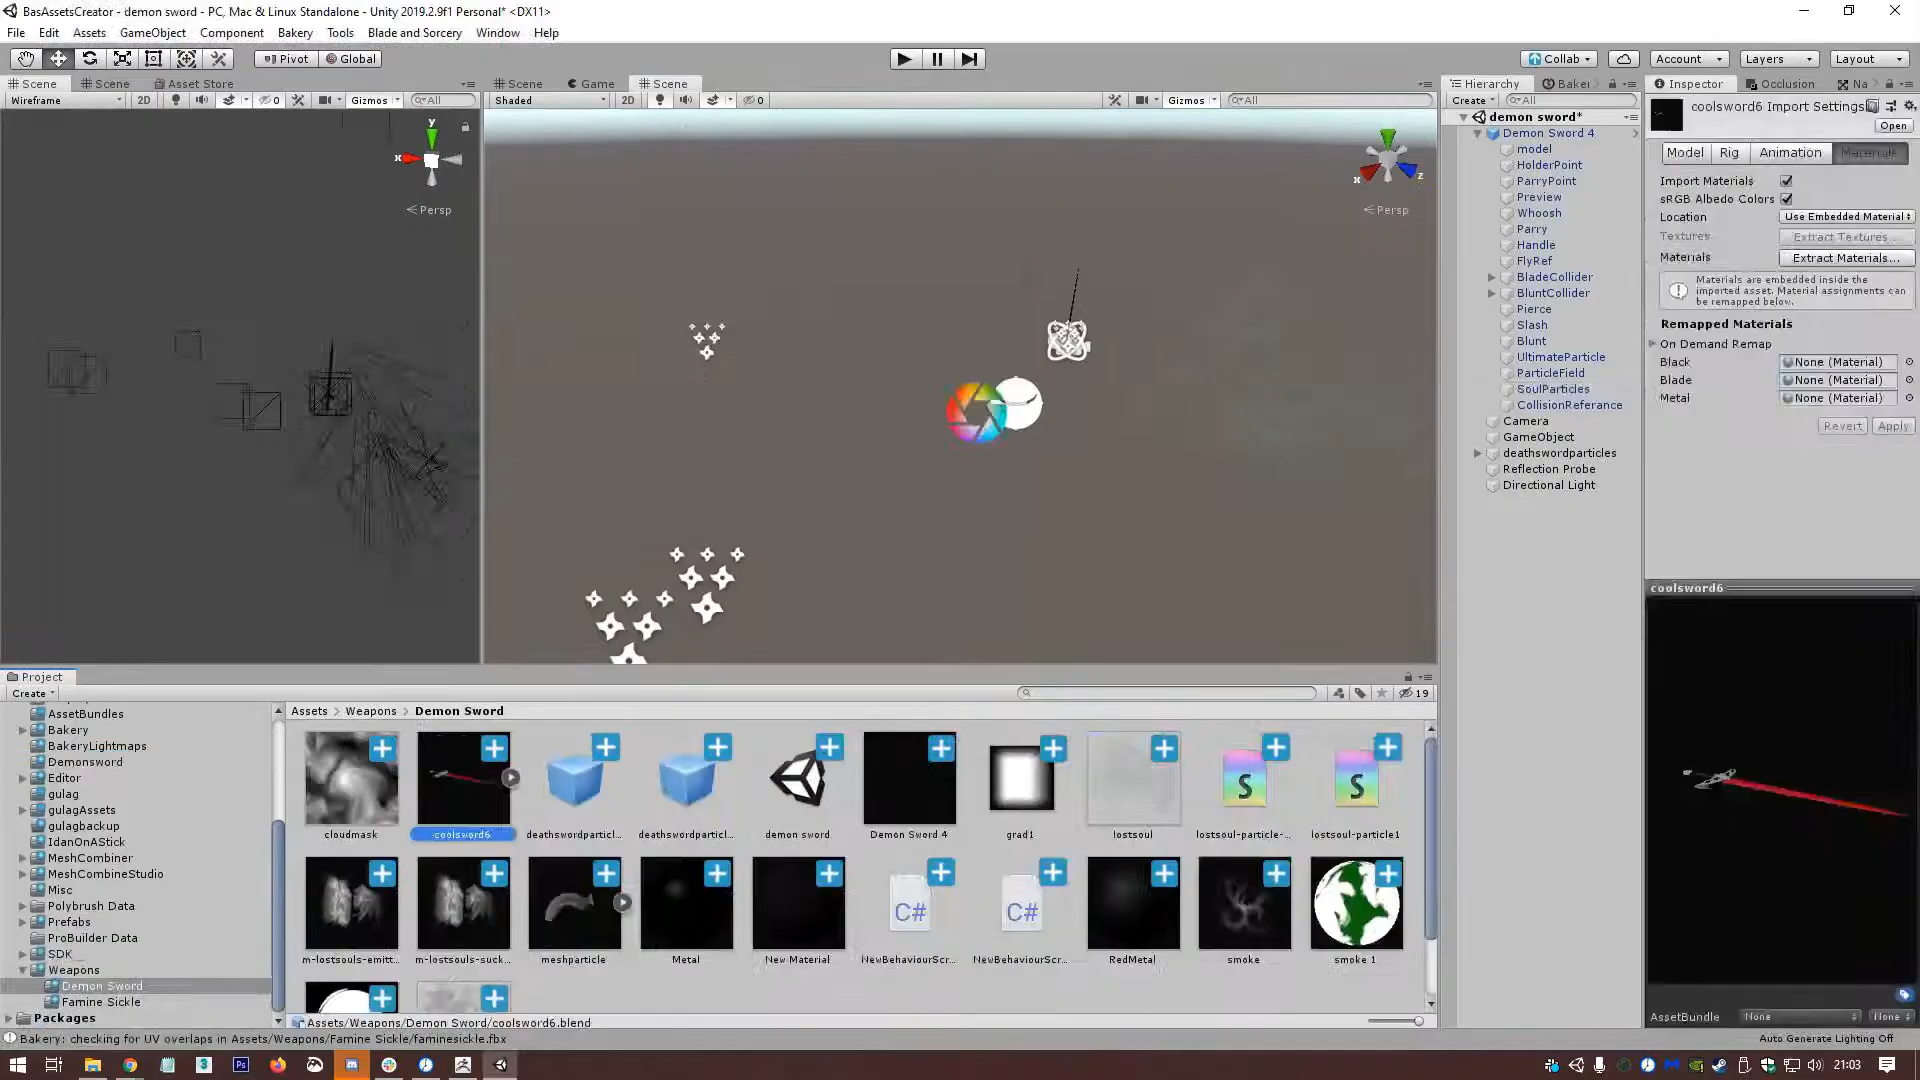 BasAssetsCreator - demon sword - PC, Mac & Linux Standalone - Unity 2019.2.9f1 Personal* <DX11>
File Edit Assets GameObject Component Bakery Tools Blade and Sorcery Window Help
Pivot Global Collab Account Layers Layout
Scene Scene Asset Store
Wireframe 2D 0 Gizmos All
y
x
Persp
Scene Game Scene
Shaded 2D 0 Gizmos All
x z
Persp
Hierarchy Baker
Create All
demon sword*
Demon Sword 4
model
HolderPoint
ParryPoint
Preview
Whoosh
Parry
Handle
FlyRef
BladeCollider
BluntCollider
Pierce
Slash
Blunt
UltimateParticle
ParticleField
SoulParticles
CollisionReferance
Camera
GameObject
deathswordparticles
Reflection Probe
Directional Light
Inspector Occlusion Na
coolsword6 Import Settings
Open
Model Rig Animation Materials
Import Materials
sRGB Albedo Colors
Location Use Embedded Material
Textures Extract Textures...
Materials Extract Materials...
Materials are embedded inside the
imported asset. Material assignments can
be remapped below.
Remapped Materials
On Demand Remap
Black None (Material)
Blade None (Material)
Metal None (Material)
Revert Apply
coolsword6
AssetBundle None None
Auto Generate Lighting Off
Project
Create 19
AssetBundles
Bakery
BakeryLightmaps
Demonsword
Editor
gulag
gulagAssets
gulagbackup
IdanOnAStick
MeshCombiner
MeshCombineStudio
Misc
Polybrush Data
Prefabs
ProBuilder Data
SDK
Weapons
Demon Sword
Famine Sickle
Packages
Assets > Weapons > Demon Sword
cloudmask coolsword6 deathswordparticl... deathswordparticl... demon sword Demon Sword 4 grad1 lostsoul lostsoul-particle-... lostsoul-particle1
m-lostsouls-emitt... m-lostsouls-suck... meshparticle Metal New Material NewBehaviourScr... NewBehaviourScr... RedMetal smoke smoke 1
Assets/Weapons/Demon Sword/coolsword6.blend
Bakery: checking for UV overlaps in Assets/Weapons/Famine Sickle/faminesickle.fbx
21:03